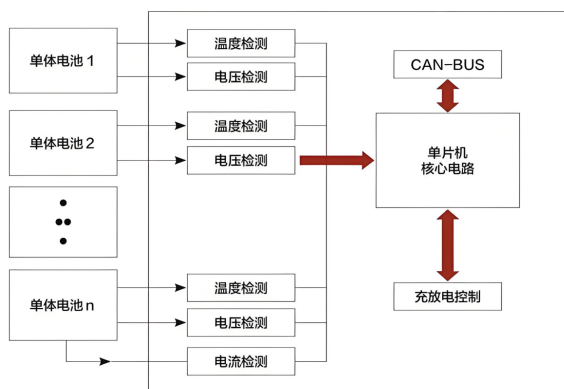 单体电池 1
温度检测
电压检测
单体电池 2
温度检测
电压检测
单体电池 n
温度检测
电压检测
电流检测
CAN-BUS
单片机
核心电路
充放电控制